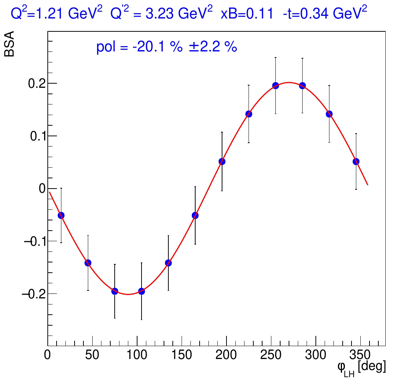 Q²=1.21 GeV² Q'² = 3.23 GeV² xB=0.11 -t=0.34 GeV²
pol = -20.1 % ±2.2 %
BSA
0.2
0.1
0
−0.1
−0.2
0 50 100 150 200 250 300 350
φLH [deg]